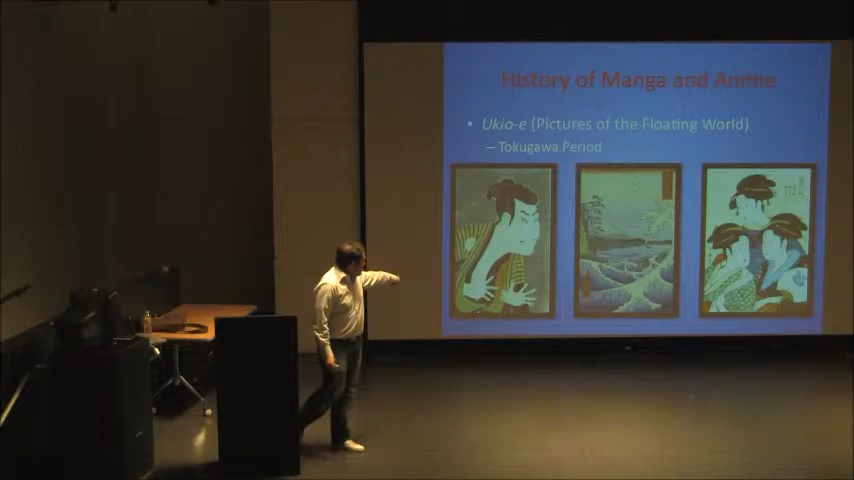 History of Manga and Anime
• Ukio-e (Pictures of the Floating World)
– Tokugawa Period